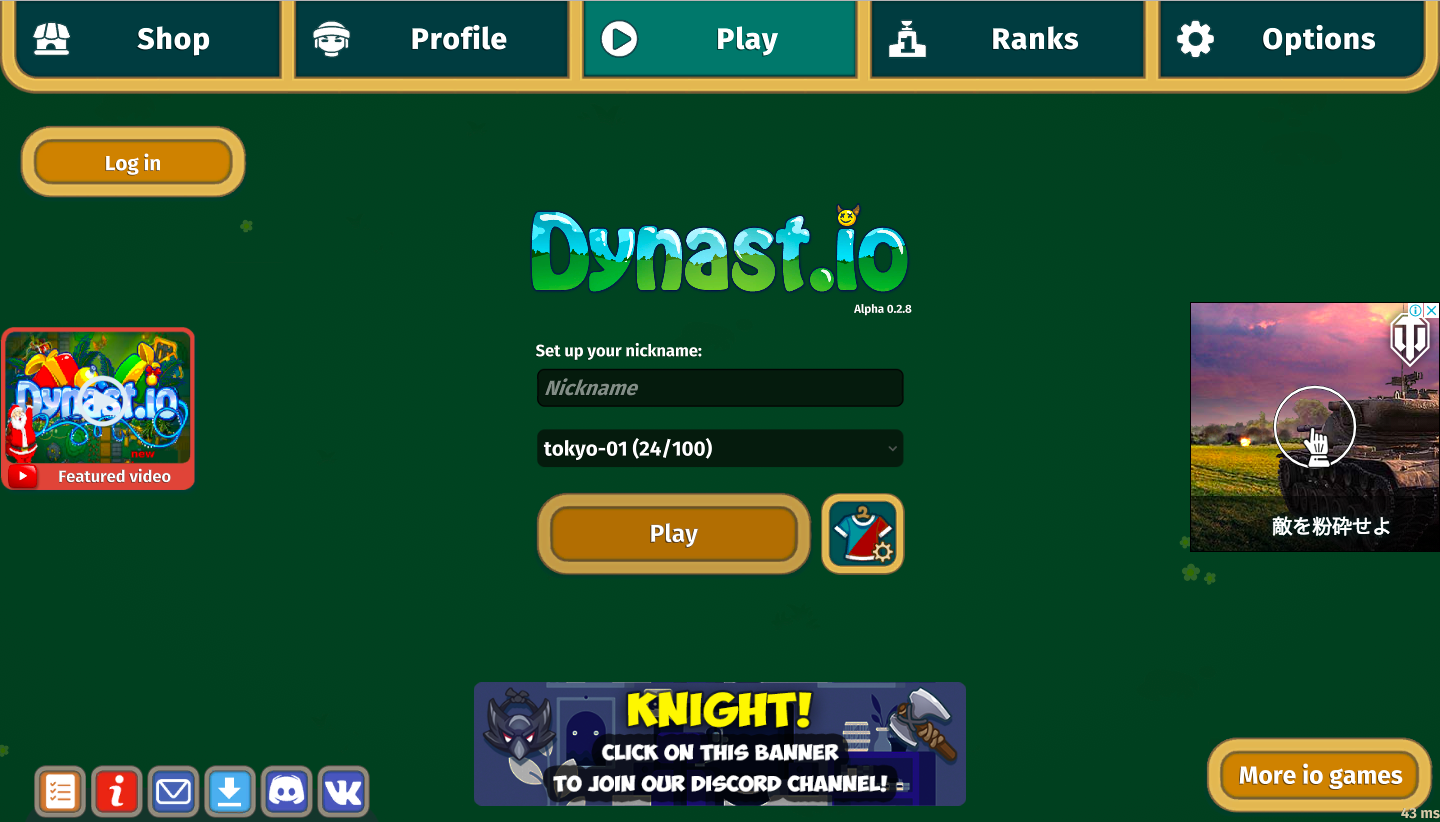 Shop
Profile
Play
Ranks
Options
Log in
Dynast.io
Alpha 0.2.8
Set up your nickname:
Nickname
tokyo-01 (24/100)
Play
Dynast.io
new
Featured video
敵を粉砕せよ
KNIGHT!
CLICK ON THIS BANNER
TO JOIN OUR DISCORD CHANNEL!
More io games
43 ms